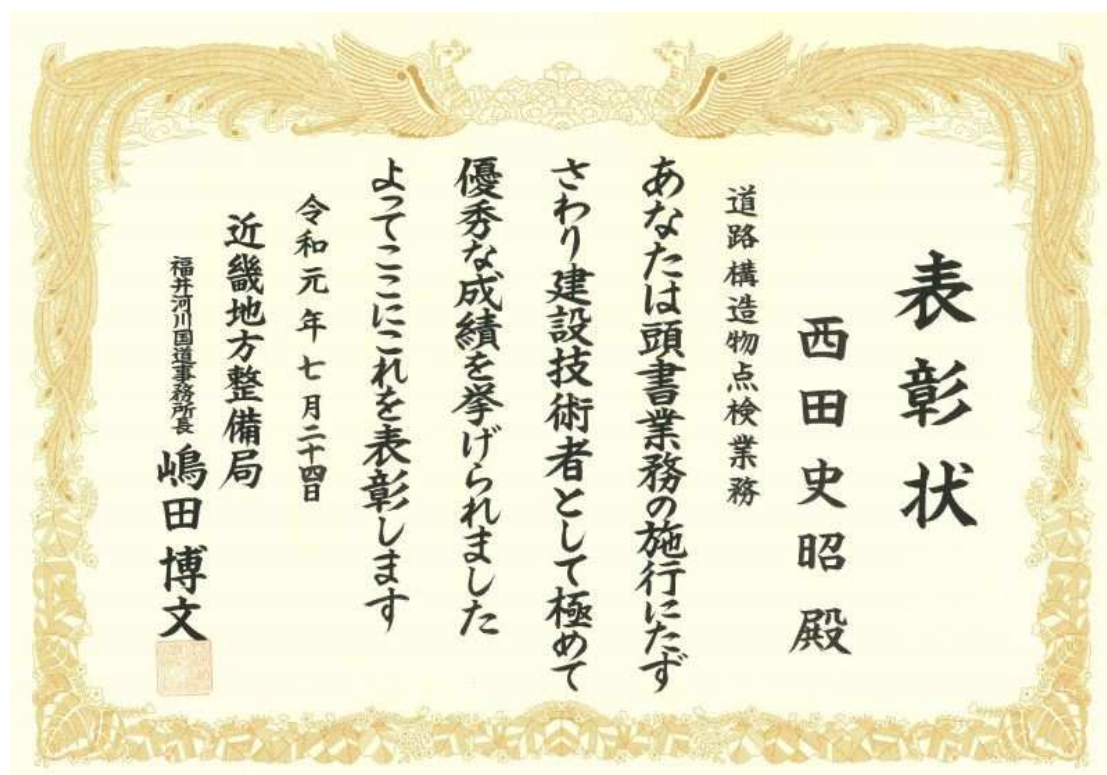 表彰状
西田史昭殿
道路構造物点検業務
あなたは頭書業務の施行にたず
さわり建設技術者として極めて
優秀な成績を挙げられました
よってここにこれを表彰します
令和元年七月二十四日
近畿地方整備局
福井河川国道事務所長 嶋田博文